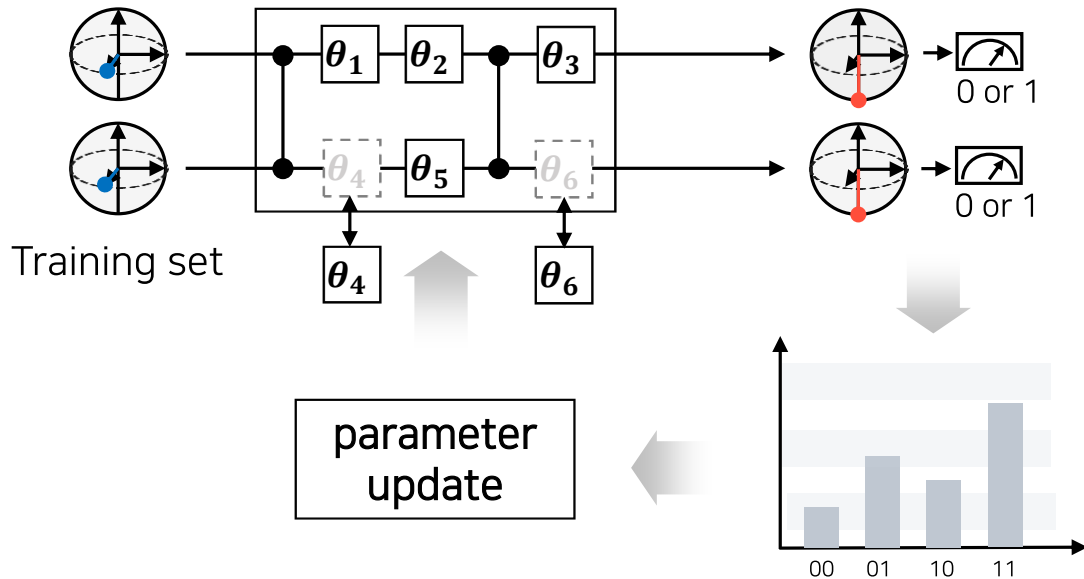 θ1 θ2 θ3
θ4 θ5 θ6
0 or 1
0 or 1
Training set
θ4 θ6
parameter
update
00 01 10 11